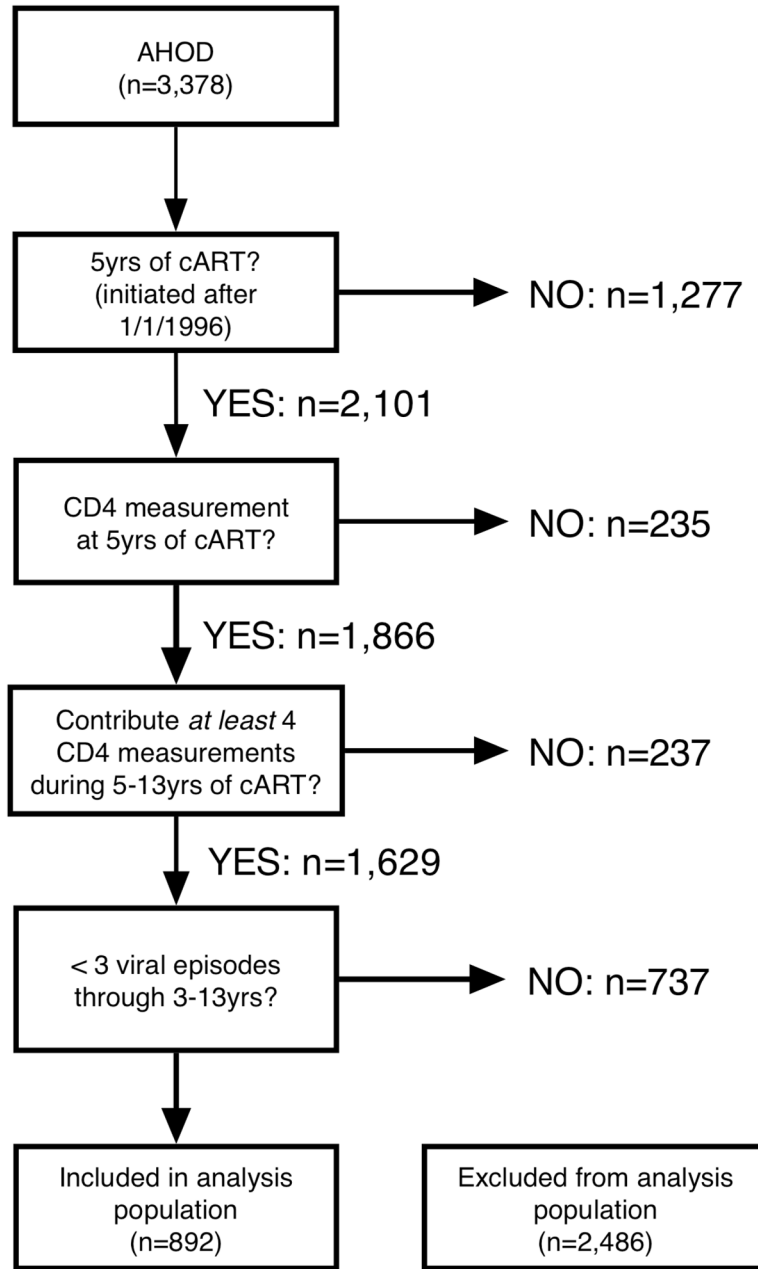 AHOD
(n=3,378)
5yrs of cART?
(initiated after
1/1/1996)
NO: n=1,277
YES: n=2,101
CD4 measurement
at 5yrs of cART?
NO: n=235
YES: n=1,866
Contribute at least 4
CD4 measurements
during 5-13yrs of cART?
NO: n=237
YES: n=1,629
< 3 viral episodes
through 3-13yrs?
NO: n=737
Included in analysis
population
(n=892)
Excluded from analysis
population
(n=2,486)